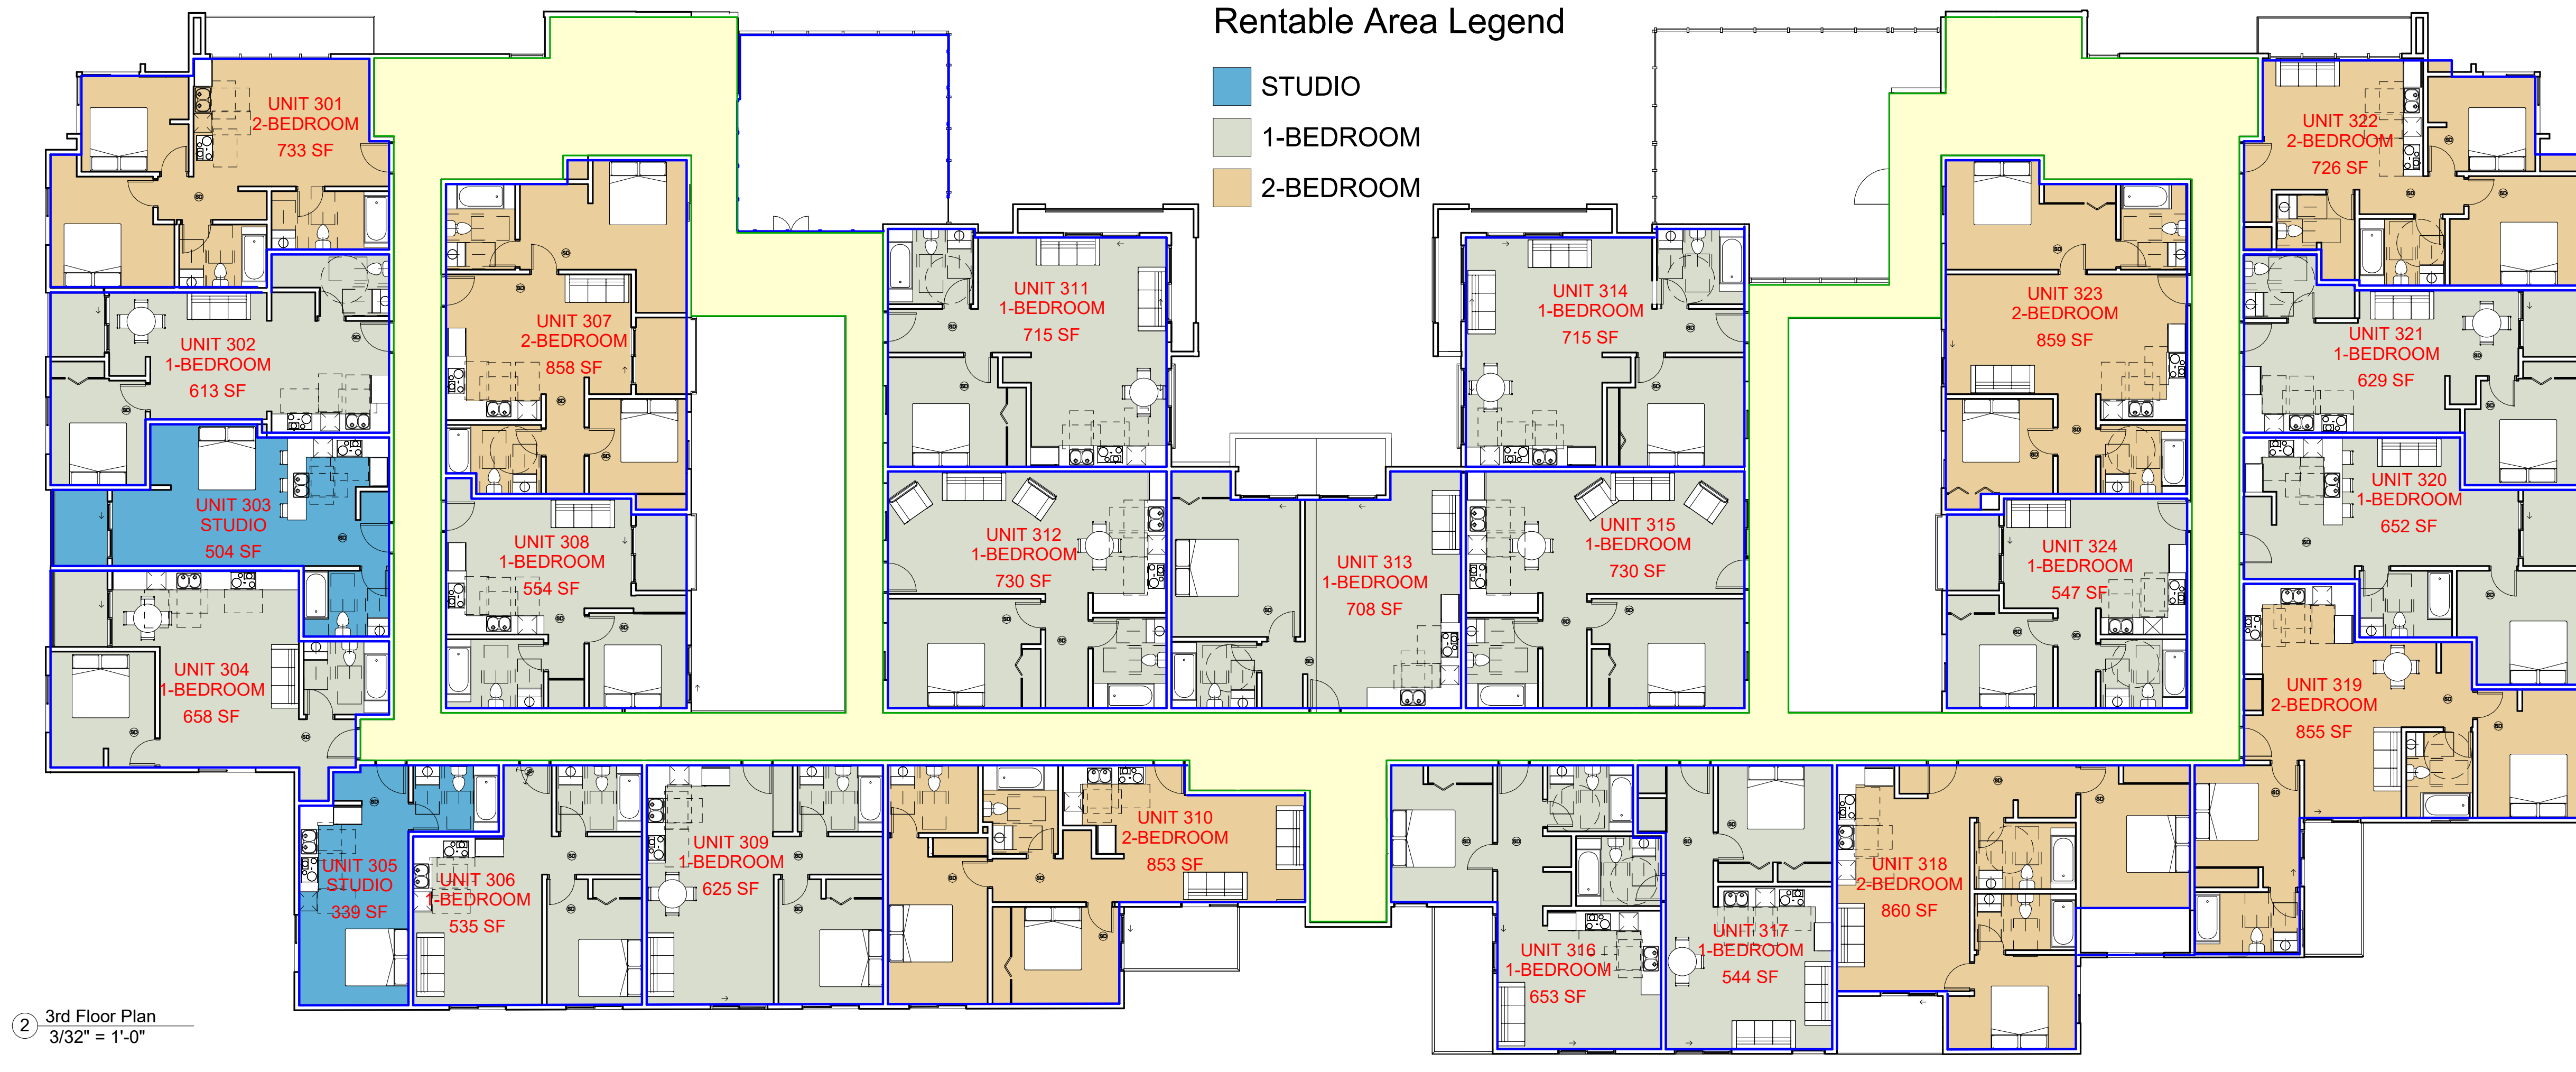 Rentable Area Legend
STUDIO
1-BEDROOM
2-BEDROOM
UNIT 301
2-BEDROOM
733 SF
UNIT 302
1-BEDROOM
613 SF
UNIT 303
STUDIO
504 SF
UNIT 304
1-BEDROOM
658 SF
UNIT 305
STUDIO
339 SF
UNIT 306
1-BEDROOM
535 SF
UNIT 307
2-BEDROOM
858 SF
UNIT 308
1-BEDROOM
554 SF
UNIT 309
1-BEDROOM
625 SF
UNIT 310
2-BEDROOM
853 SF
UNIT 311
1-BEDROOM
715 SF
UNIT 312
1-BEDROOM
730 SF
UNIT 313
1-BEDROOM
708 SF
UNIT 314
1-BEDROOM
715 SF
UNIT 315
1-BEDROOM
730 SF
UNIT 316
1-BEDROOM
653 SF
UNIT 317
1-BEDROOM
544 SF
UNIT 318
2-BEDROOM
860 SF
UNIT 319
2-BEDROOM
855 SF
UNIT 320
1-BEDROOM
652 SF
UNIT 321
1-BEDROOM
629 SF
UNIT 322
2-BEDROOM
726 SF
UNIT 323
2-BEDROOM
859 SF
UNIT 324
1-BEDROOM
547 SF
2 3rd Floor Plan
3/32" = 1'-0"